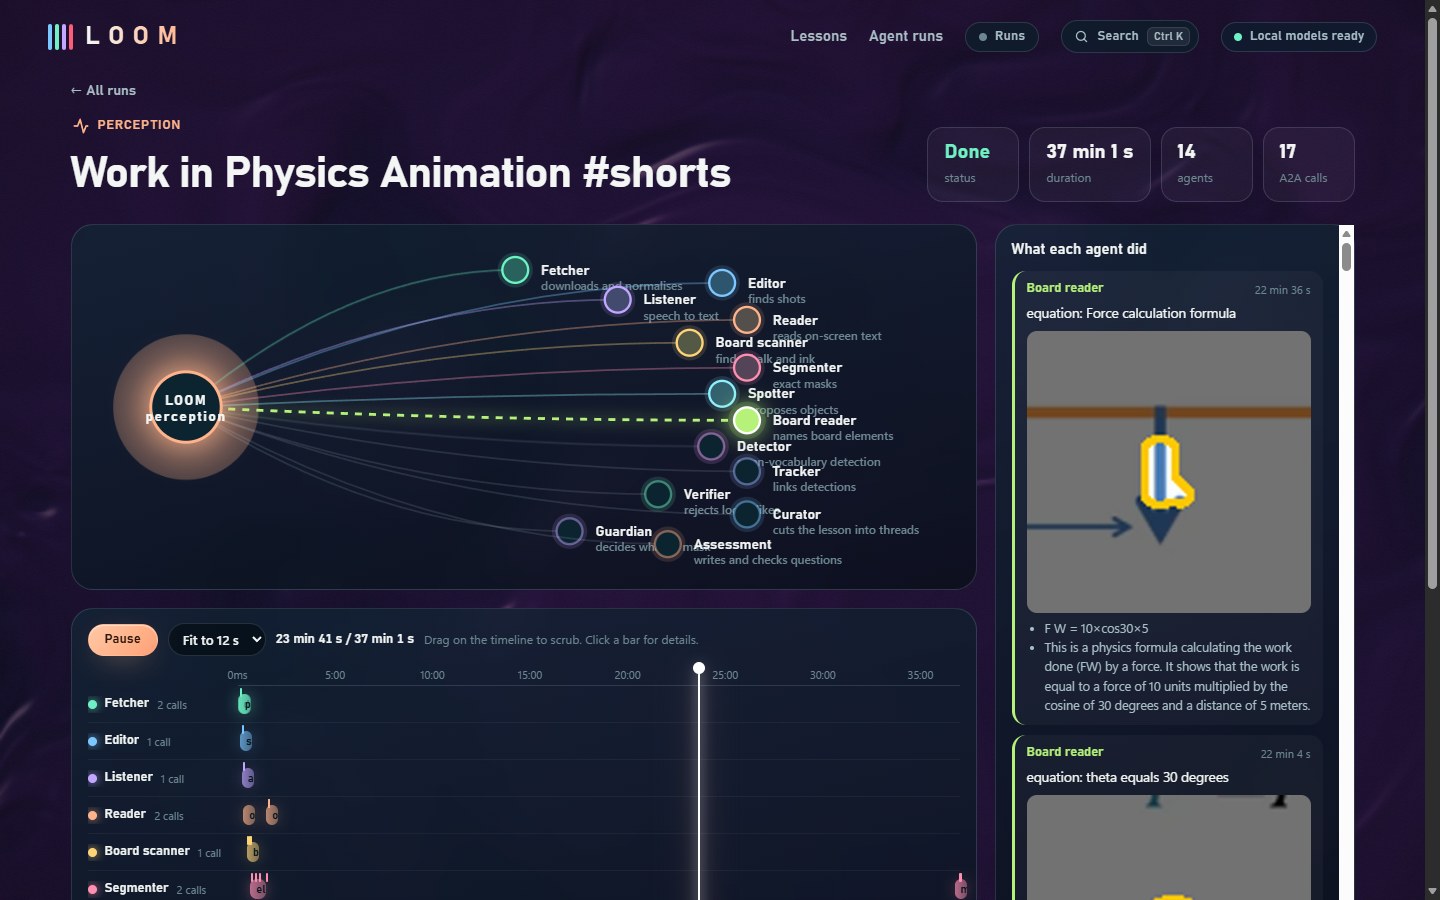 LOOM
Lessons
Agent runs
Runs
Search Ctrl K
Local models ready
← All runs
PERCEPTION
Work in Physics Animation #shorts
Done
status
37 min 1 s
duration
14
agents
17
A2A calls
LOOM
perception
Fetcher
downloads and normalises
Editor
finds shots
Listener
speech to text
Reader
reads on-screen text
Board scanner
Segmenter
exact masks
Spotter
proposes objects
Board reader
names board elements
Detector
Tracker
links detections
Verifier
Curator
cuts the lesson into threads
Guardian
Assessment
writes and checks questions
Pause
Fit to 12 s
23 min 41 s / 37 min 1 s
Drag on the timeline to scrub. Click a bar for details.
0ms 5:00 10:00 15:00 20:00 25:00 30:00 35:00
Fetcher 2 calls
Editor 1 call
Listener 1 call
Reader 2 calls
Board scanner 1 call
Segmenter 2 calls
What each agent did
Board reader
22 min 36 s
equation: Force calculation formula
F W = 10×cos30×5
This is a physics formula calculating the work
done (FW) by a force. It shows that the work is
equal to a force of 10 units multiplied by the
cosine of 30 degrees and a distance of 5 meters.
Board reader
22 min 4 s
equation: theta equals 30 degrees